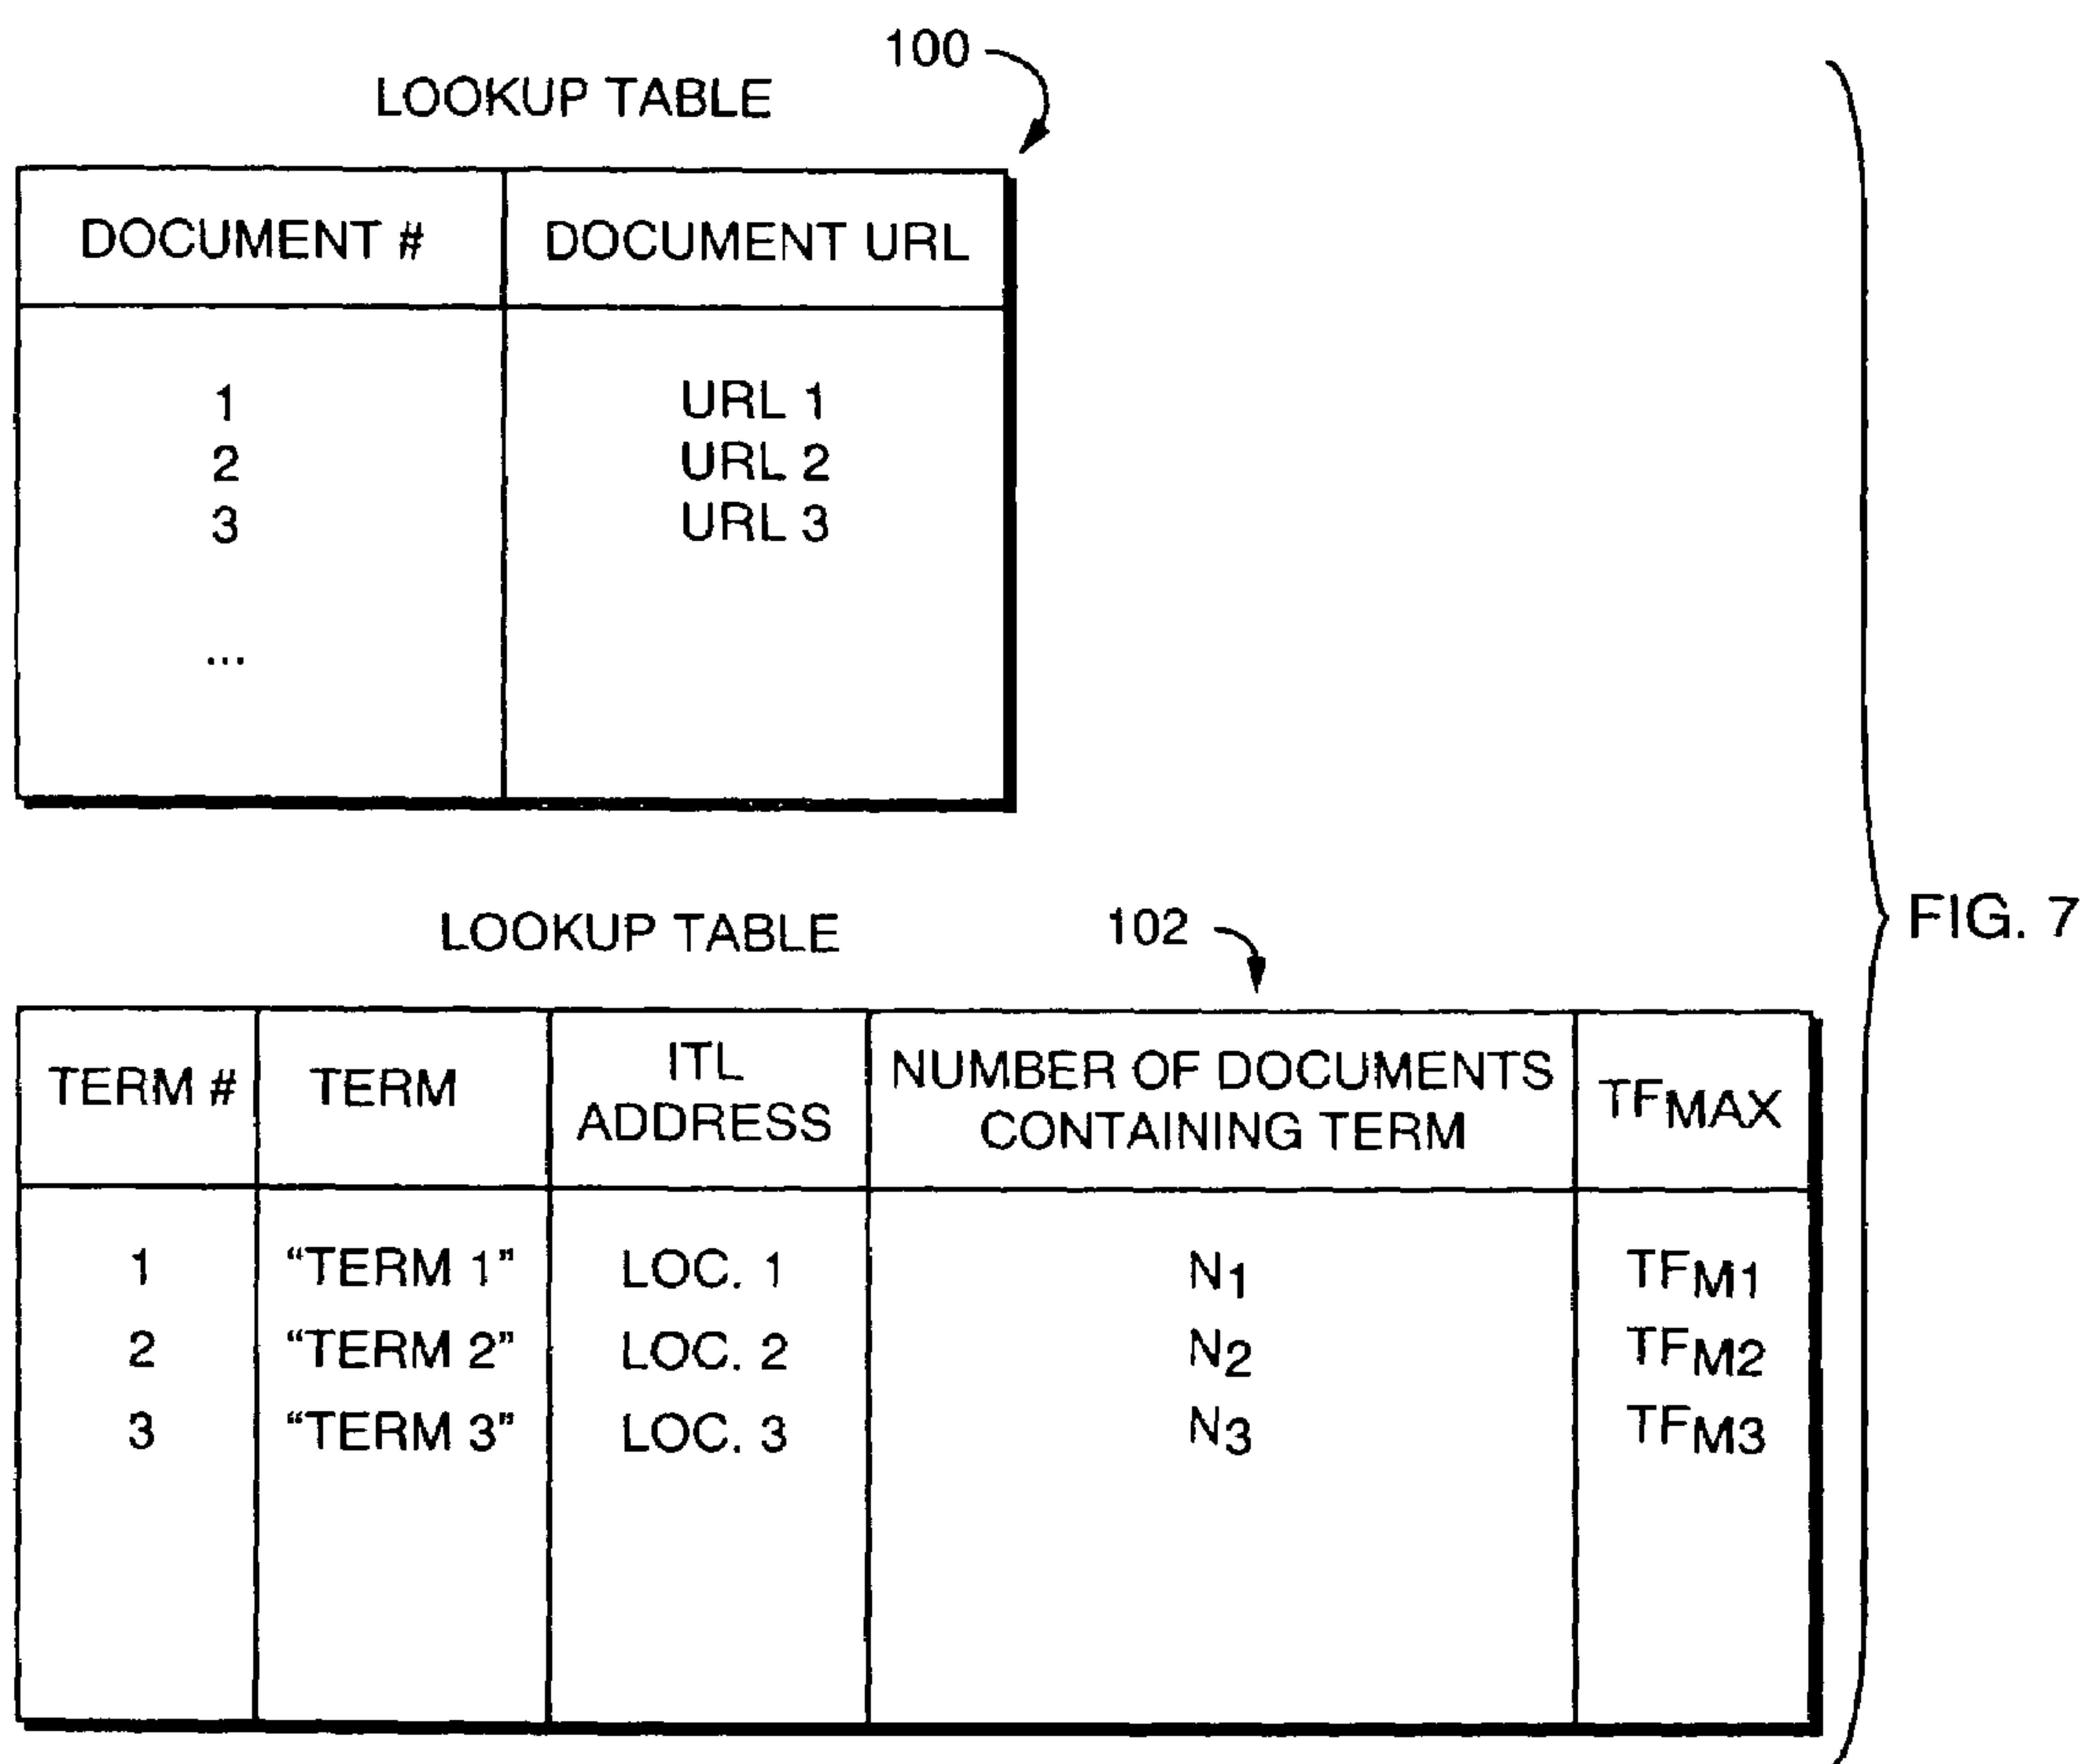 100
LOOKUP TABLE
DOCUMENT # DOCUMENT URL
1 URL 1
2 URL 2
3 URL 3
...
LOOKUP TABLE 102
FIG. 7
TERM # TERM ITL ADDRESS NUMBER OF DOCUMENTS CONTAINING TERM TFMAX
1 “TERM 1” LOC. 1 N1 TFM1
2 “TERM 2” LOC. 2 N2 TFM2
3 “TERM 3” LOC. 3 N3 TFM3